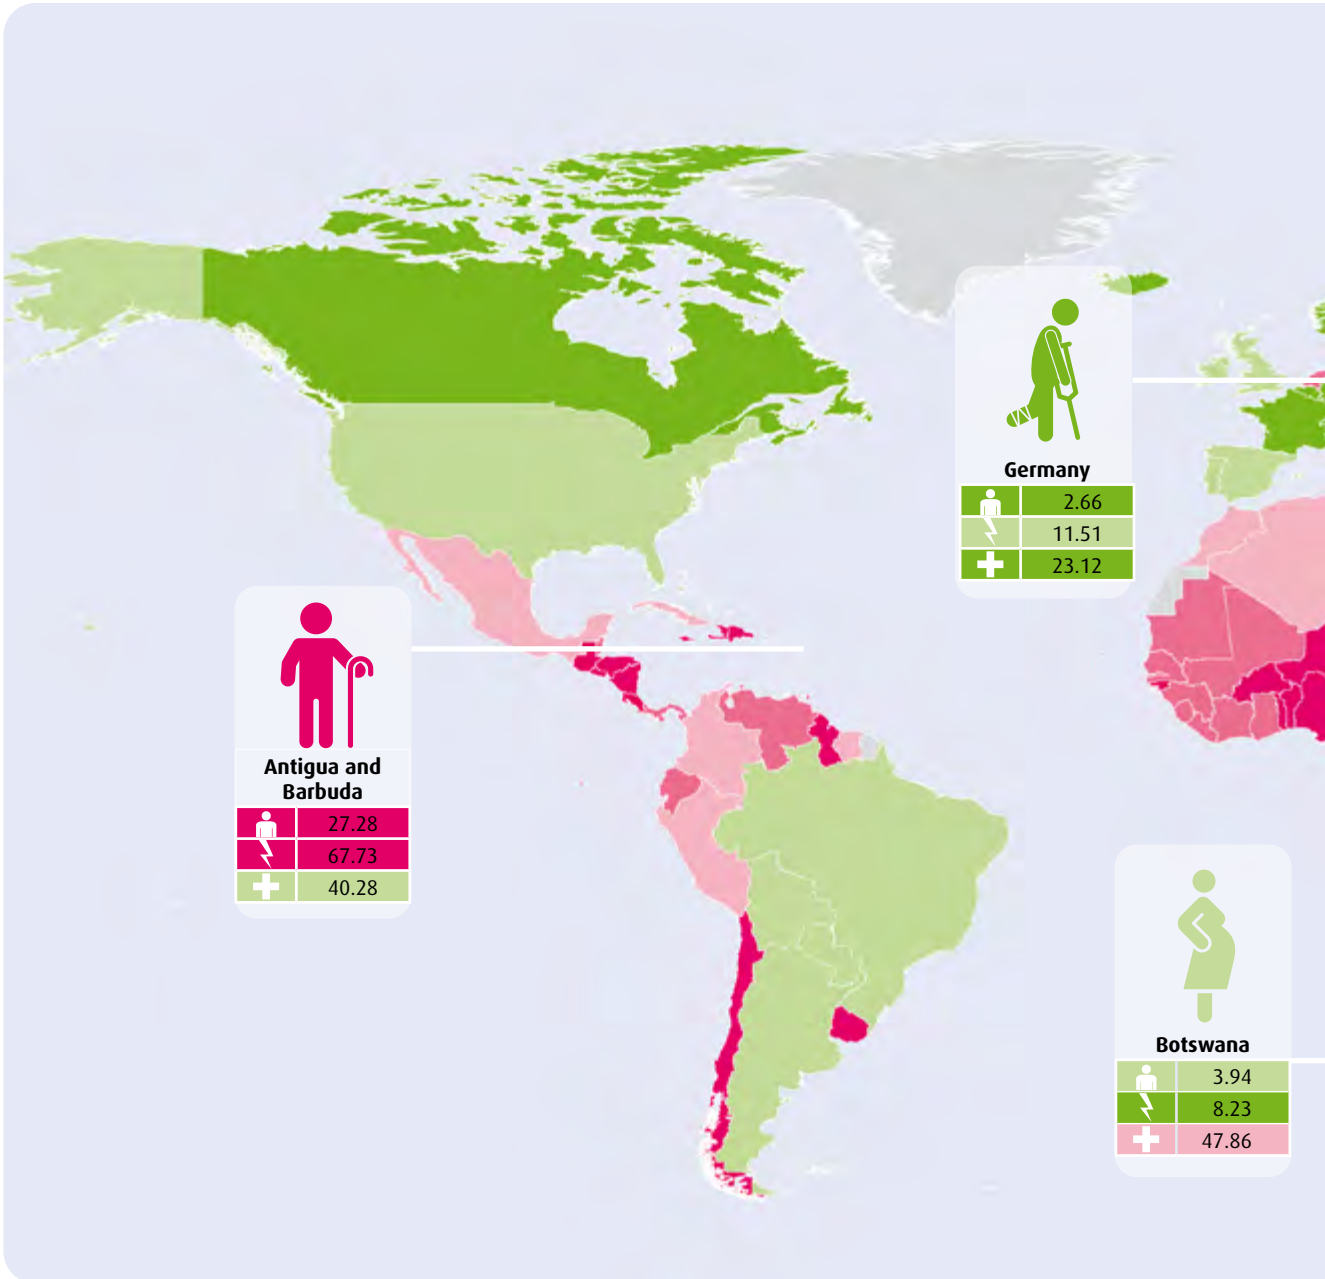 Germany
2.66
11.51
23.12
Antigua and
Barbuda
27.28
67.73
40.28
Botswana
3.94
8.23
47.86